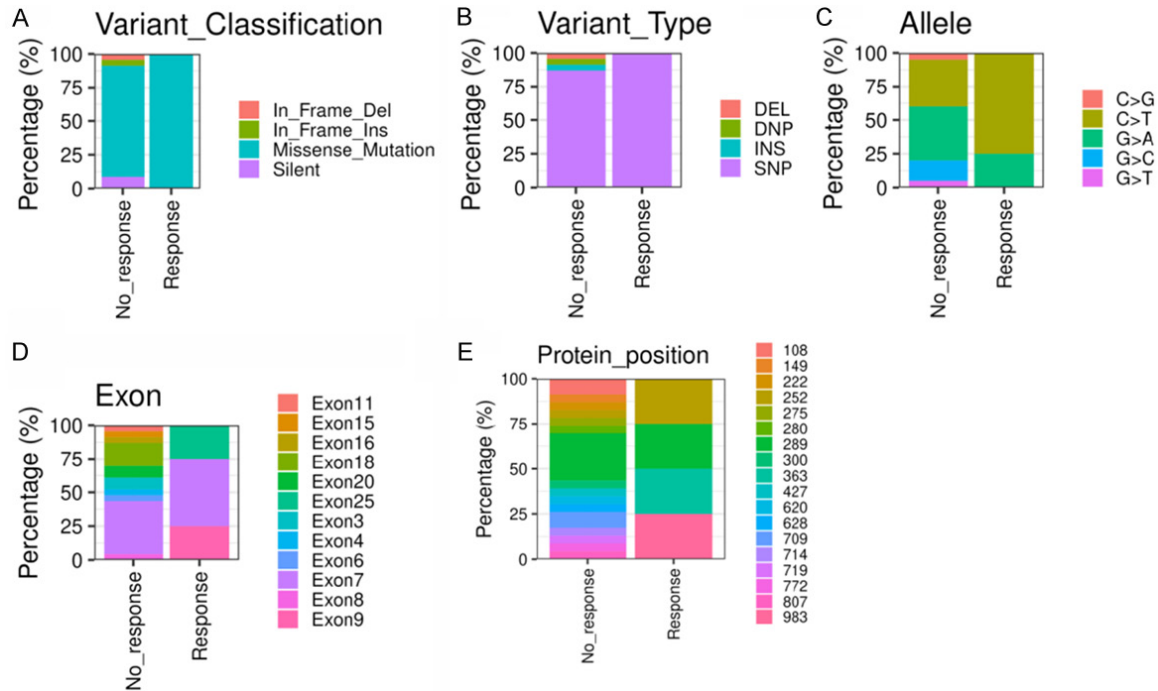 A
Variant_Classification
Percentage (%)
100
75
50
25
0
No_response
Response
In_Frame_Del
In_Frame_Ins
Missense_Mutation
Silent
B
Variant_Type
Percentage (%)
100
75
50
25
0
No_response
Response
DEL
DNP
INS
SNP
C
Allele
Percentage (%)
100
75
50
25
0
No_response
Response
C>G
C>T
G>A
G>C
G>T
D
Exon
Percentage (%)
100
75
50
25
0
No_response
Response
Exon11
Exon15
Exon16
Exon18
Exon20
Exon25
Exon3
Exon4
Exon6
Exon7
Exon8
Exon9
E
Protein_position
Percentage (%)
100
75
50
25
0
No_response
Response
108
149
222
252
275
280
289
300
363
427
620
628
709
714
719
772
807
983